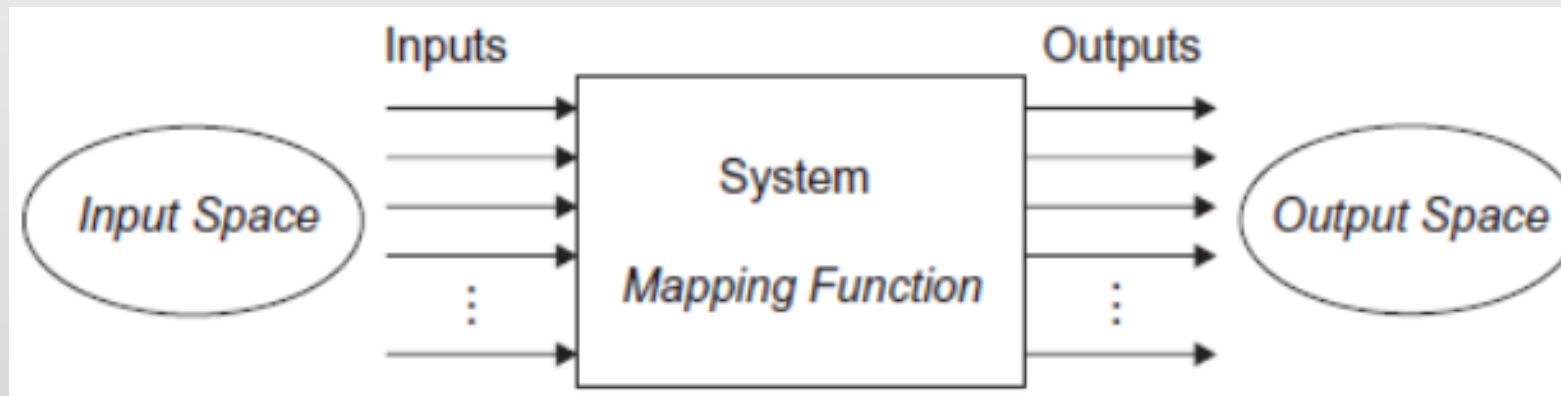 Inputs
Outputs
Input Space
System
Mapping Function
Output Space